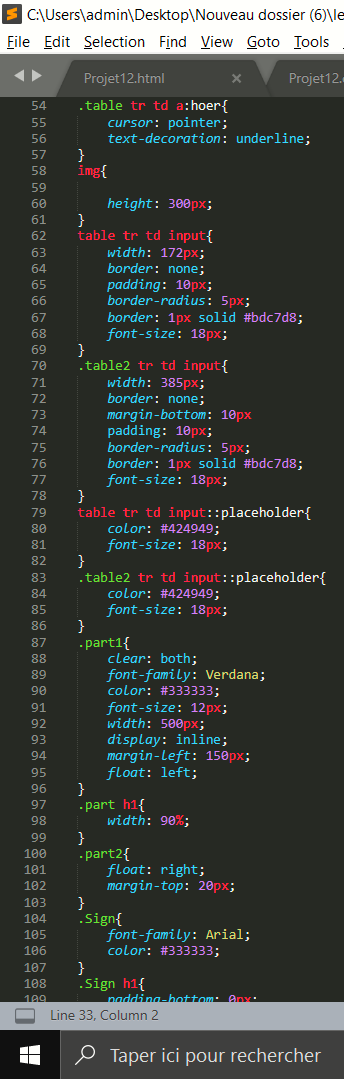 C:\Users\admin\Desktop\Nouveau dossier (6)\le
File Edit Selection Find View Goto Tools
Projet12.html × Projet12.
54 .table tr td a:hoer{
55 cursor: pointer;
56 text-decoration: underline;
57 }
58 img{
59
60 height: 300px;
61 }
62 table tr td input{
63 width: 172px;
64 border: none;
65 padding: 10px;
66 border-radius: 5px;
67 border: 1px solid #bdc7d8;
68 font-size: 18px;
69 }
70 .table2 tr td input{
71 width: 385px;
72 border: none;
73 margin-bottom: 10px
74 padding: 10px;
75 border-radius: 5px;
76 border: 1px solid #bdc7d8;
77 font-size: 18px;
78 }
79 table tr td input::placeholder{
80 color: #424949;
81 font-size: 18px;
82 }
83 .table2 tr td input::placeholder{
84 color: #424949;
85 font-size: 18px;
86 }
87 .part1{
88 clear: both;
89 font-family: Verdana;
90 color: #333333;
91 font-size: 12px;
92 width: 500px;
93 display: inline;
94 margin-left: 150px;
95 float: left;
96 }
97 .part h1{
98 width: 90%;
99 }
100 .part2{
101 float: right;
102 margin-top: 20px;
103 }
104 .Sign{
105 font-family: Arial;
106 color: #333333;
107 }
108 .Sign h1{
109 padding-bottom: 0px;
Line 33, Column 2
Taper ici pour rechercher